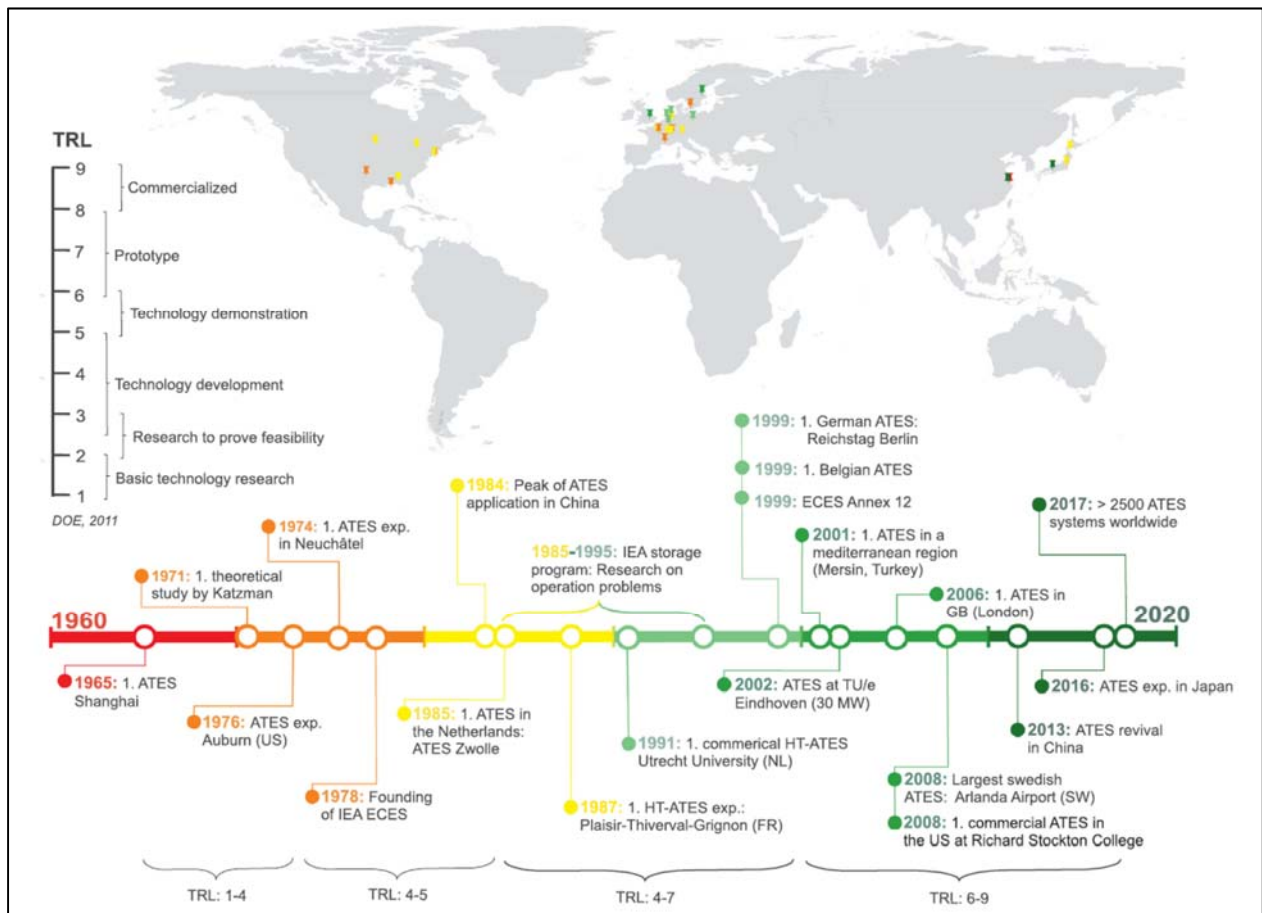 TRL
9
Commercialized
8
7
Prototype
6
Technology demonstration
5
4
Technology development
3
Research to prove feasibility
2
Basic technology research
1
DOE, 2011
1960
2020
1965: 1. ATES
Shanghai
1971: 1. theoretical
study by Katzman
1976: ATES exp.
Auburn (US)
1974: 1. ATES exp.
in Neuchâtel
1978: Founding
of IEA ECES
1984: Peak of ATES
application in China
1985: 1. ATES in
the Netherlands:
ATES Zwolle
1985-1995: IEA storage
program: Research on
operation problems
1987: 1. HT-ATES exp.:
Plaisir-Thiverval-Grignon (FR)
1991: 1. commerical HT-ATES
Utrecht University (NL)
1999: 1. German ATES:
Reichstag Berlin
1999: 1. Belgian ATES
1999: ECES Annex 12
2001: 1. ATES in a
mediterranean region
(Mersin, Turkey)
2002: ATES at TU/e
Eindhoven (30 MW)
2006: 1. ATES in
GB (London)
2008: Largest swedish
ATES: Arlanda Airport (SW)
2008: 1. commercial ATES in
the US at Richard Stockton College
2013: ATES revival
in China
2016: ATES exp. in Japan
2017: > 2500 ATES
systems worldwide
TRL: 1-4
TRL: 4-5
TRL: 4-7
TRL: 6-9